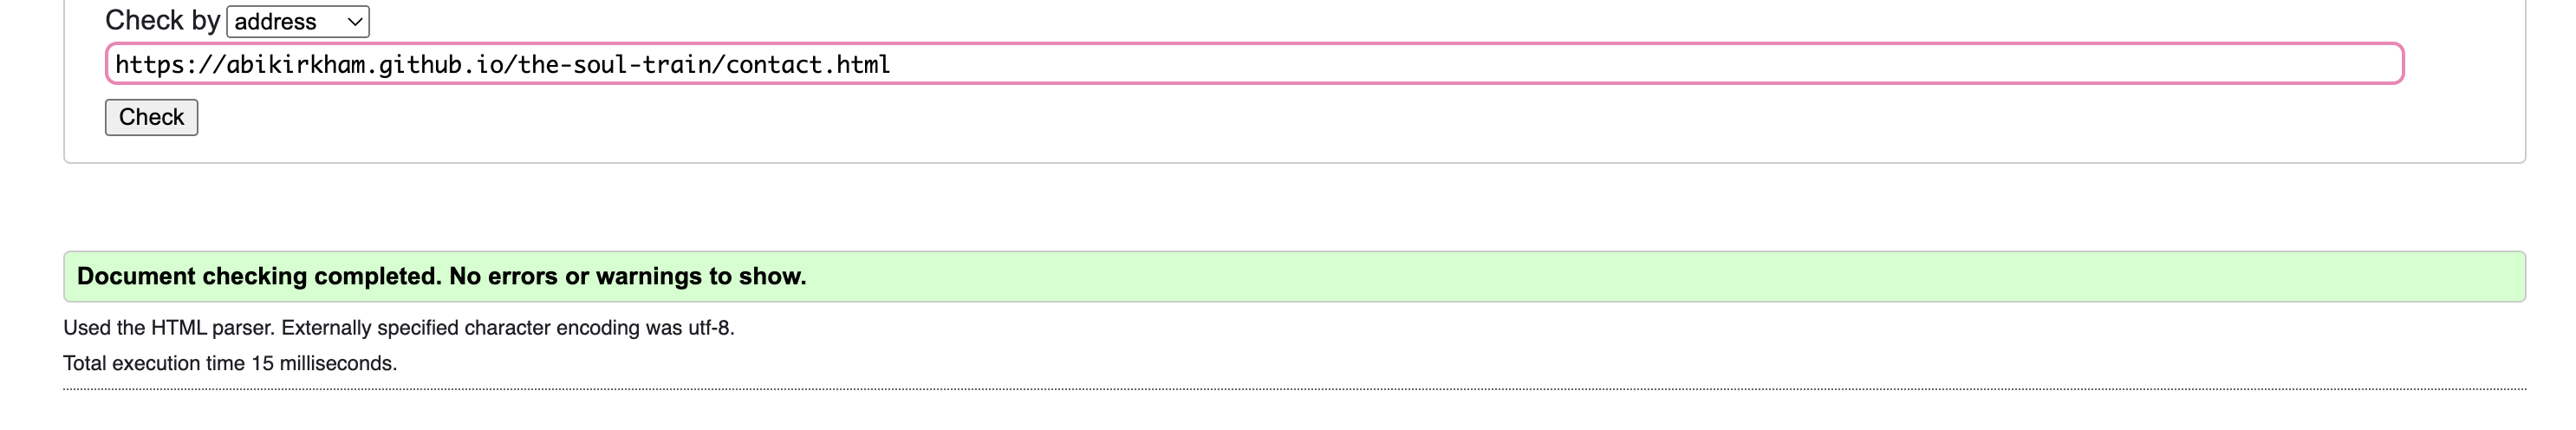 Check by address
https://abikirkham.github.io/the-soul-train/contact.html
Check
Document checking completed. No errors or warnings to show.
Used the HTML parser. Externally specified character encoding was utf-8.
Total execution time 15 milliseconds.